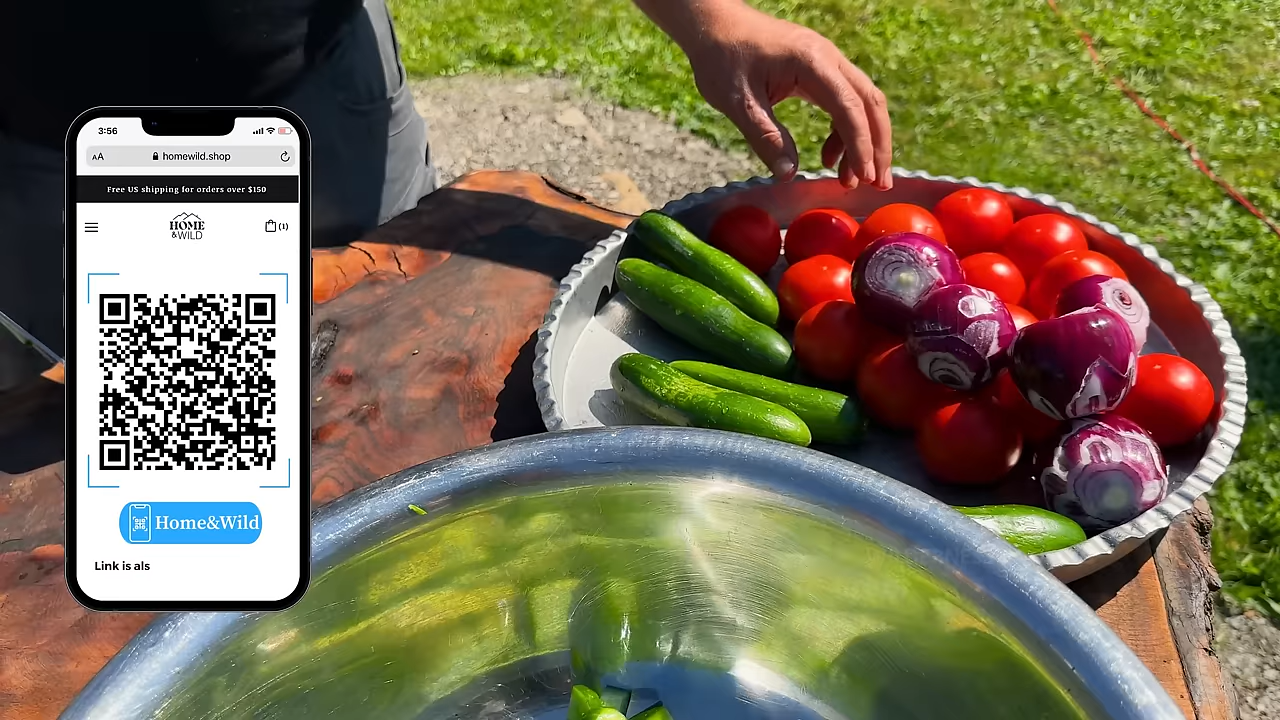 3:56
AA homewild.shop
Free US shipping for orders over $150
HOME
&WILD
(1)
Home&Wild
Link is als